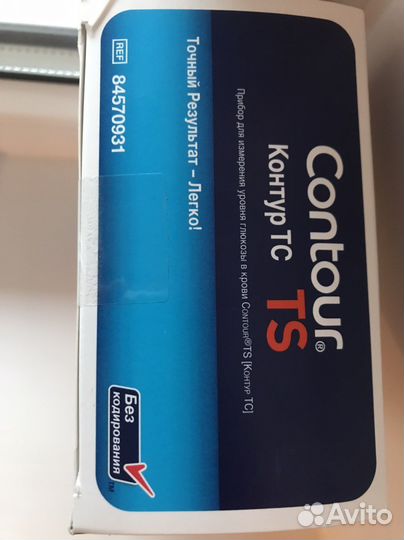 Contour® TS
Контур ТС
Прибор для измерения уровня глюкозы в крови CONTOUR®TS [КОНТУР ТС]
Точный Результат – Легко!
REF 84570931
Без
кодирования
TM
Avito